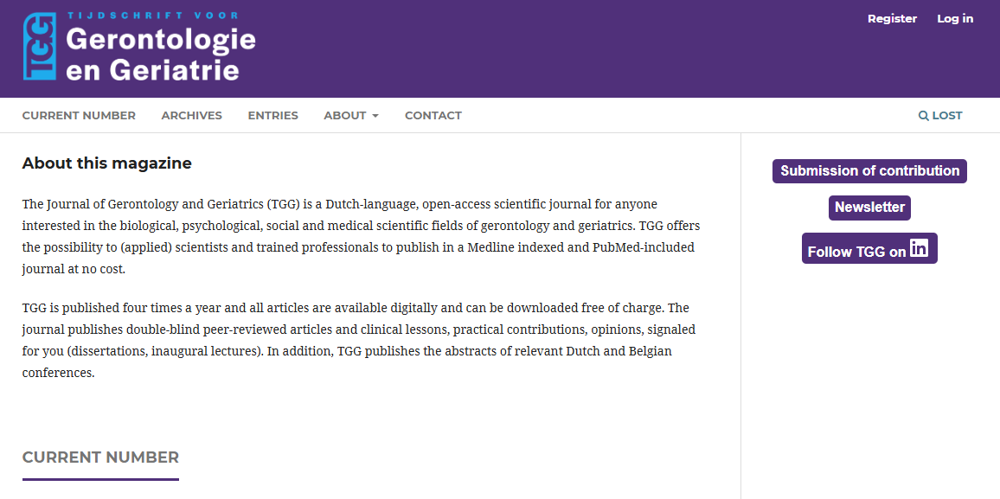 TIJDSCHRIFT VOOR
TGG Gerontologie
en Geriatrie
Register Log in
CURRENT NUMBER ARCHIVES ENTRIES ABOUT CONTACT LOST
About this magazine
The Journal of Gerontology and Geriatrics (TGG) is a Dutch-language, open-access scientific journal for anyone
interested in the biological, psychological, social and medical scientific fields of gerontology and geriatrics. TGG offers
the possibility to (applied) scientists and trained professionals to publish in a Medline indexed and PubMed-included
journal at no cost.
TGG is published four times a year and all articles are available digitally and can be downloaded free of charge. The
journal publishes double-blind peer-reviewed articles and clinical lessons, practical contributions, opinions, signaled
for you (dissertations, inaugural lectures). In addition, TGG publishes the abstracts of relevant Dutch and Belgian
conferences.
CURRENT NUMBER
Submission of contribution
Newsletter
Follow TGG on in